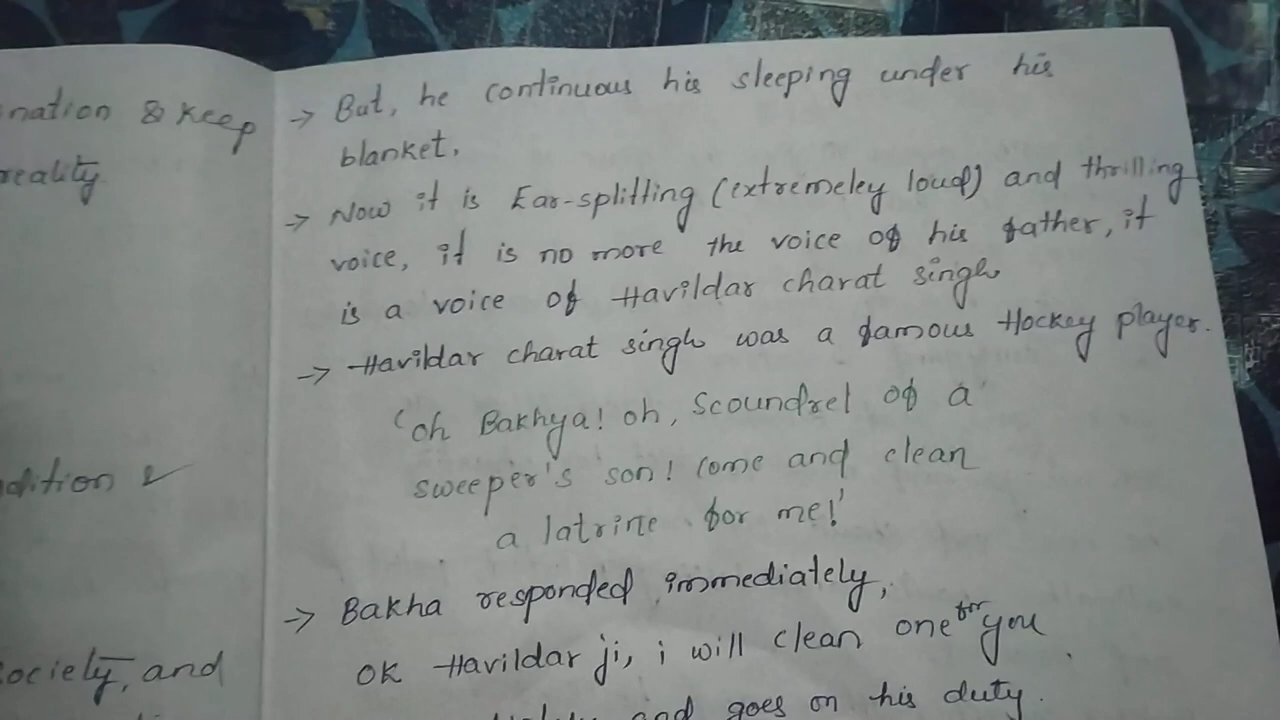 nation & keep
reality
dition &
ociety, and
→ But, he continuous his sleeping under his
blanket.
→ Now it is Ear-splitting (extremeley loud) and thrilling
voice, it is no more the voice of his father, it
is a voice of Havildar charat singh
→ Havildar charat singh was a famous Hockey player.
'oh Bakhya! oh, Scoundrel of a
sweeper's son! come and clean
a latrine for me!'
→ Bakha responded immediately,
ok Havildar ji, i will clean one for you.
and goes on his duty.